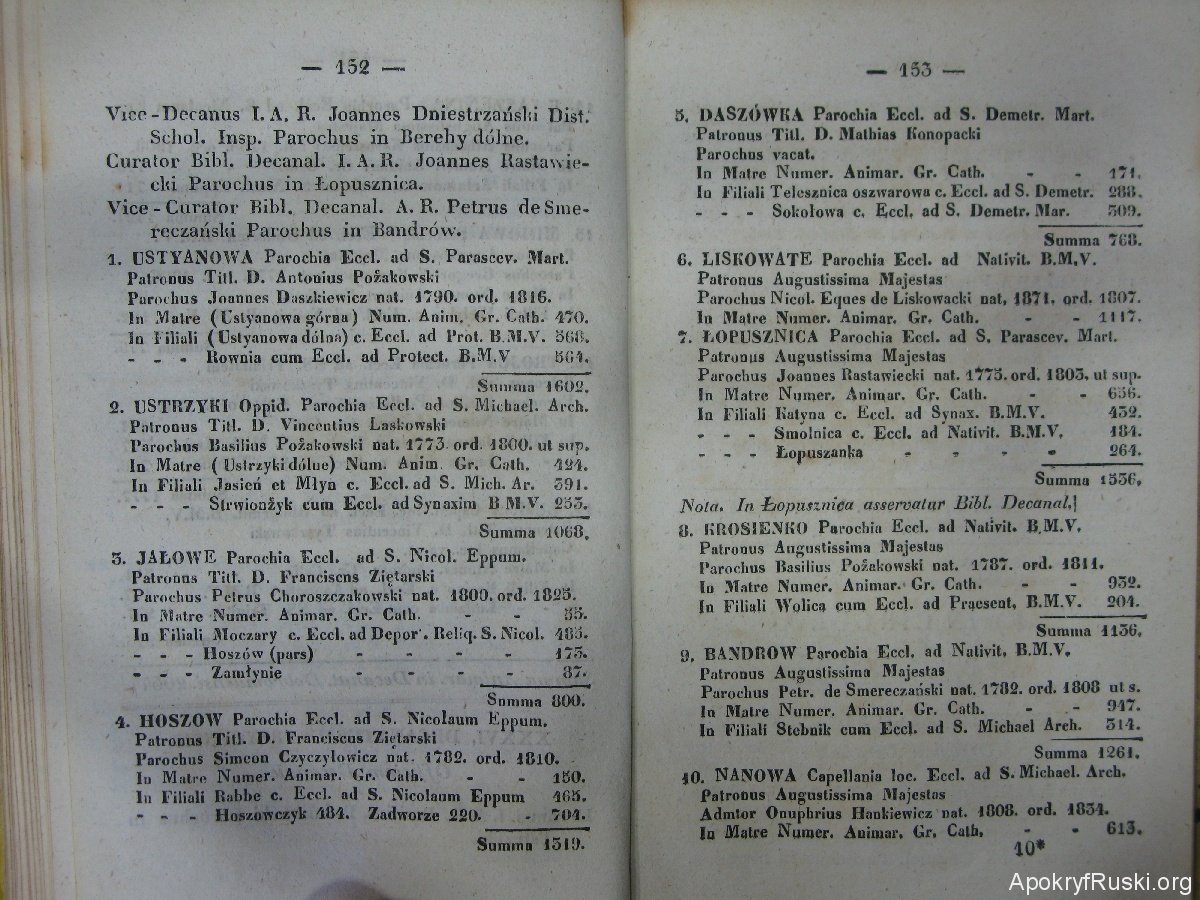 — 152 —
Vice-Decanus I. A. R. Joannes Dniestrzański Dist.
Schol. Insp. Parochus in Berehy dólne.
Curator Bibl. Decanal. I. A. R. Joannes Rastawie-
cki Parochus in Łopusznica.
Vice-Curator Bibl. Decanal. A. R. Petrus de Sme-
reczański Parochus in Bandrów.
1. USTYANOWA Parochia Eccl. ad S. Parascev. Mart.
Patronus Titl. D. Antonius Pożakowski
Parochus Joannes Daszkiewicz nat. 1790. ord. 1816.
In Matre (Ustyanowa górna) Num. Anim. Gr. Cath. 470.
In Filiali (Ustyanowa dólna) c. Eccl. ad Prot. B.M.V. 568.
- - - Rownia cum Eccl. ad Protect. B.M.V 564.
Summa 1602.
2. USTRZYKI Oppid. Parochia Eccl. ad S. Michael. Arch.
Patronus Titl. D. Vincentius Laskowski
Parochus Basilius Pożakowski nat. 1773. ord. 1800. ut sup.
In Matre (Ustrzyki dólne) Num. Anim. Gr. Cath. 424.
In Filiali Jasień et Młyn c. Eccl. ad S. Mich. Ar. 391.
- - - Strwionżyk cum Eccl. ad Synaxim B M.V. 253.
Summa 1068.
3. JAŁOWE Parochia Eccl. ad S. Nicol. Eppum.
Patronus Titl. D. Franciscns Ziętarski
Parochus Petrus Choroszczakowski nat. 1800. ord. 1825.
In Matre Numer. Animar. Gr. Cath. - - 55.
In Filiali Moczary c. Eccl. ad Depor. Reliq. S. Nicol. 485.
- - - Hoszów (pars) - - - - 173.
- - - Zamłynie - - - - 87.
Summa 800.
4. HOSZOW Parochia Eccl. ad S. Nicolaum Eppum.
Patronus Titl. D. Franciscus Ziętarski
Parochus Simeon Czyczyłowicz nat. 1782. ord. 1810.
In Matre Numer. Animar. Gr. Cath. - - 150.
In Filiali Rabbe c. Eccl. ad S. Nicolaum Eppum 465.
- - - Hoszowczyk 484. Zadworze 220. - 704.
Summa 1319.
— 153 —
5. DASZÓWKA Parochia Eccl. ad S. Demetr. Mart.
Patronus Titl. D. Mathias Konopacki
Parochus vacat.
In Matre Numer. Animar. Gr. Cath. - - 171.
In Filiali Telesznica oszwarowa c. Eccl. ad S. Demetr. 288.
- - - Sokołowa c. Eccl. ad S. Demetr. Mar. 309.
Summa 768.
6. LISKOWATE Parochia Eccl. ad Nativit. B.M.V.
Patronus Augustissima Majestas
Parochus Nicol. Eques de Liskowacki nat. 1871. ord. 1807.
In Matre Numer. Animar. Gr. Cath. - - 1117.
7. ŁOPUSZNICA Parochia Eccl. ad S. Parascev. Mart.
Patronus Augustissima Majestas
Parochus Joannes Rastawiecki nat. 1775. ord. 1803. ut sup.
In Matre Numer. Animar. Gr. Cath. - - 656.
In Filiali Katyna c. Eccl. ad Synax. B.M.V. 432.
- - - Smolnica c. Eccl. ad Nativit. B.M.V. 184.
- - - Łopuszanka - - - - 264.
Summa 1536.
Nota. In Łopusznica asservatur Bibl. Decanal.
8. KROSIENKO Parochia Eccl. ad Nativit. B.M.V.
Patronus Augustissima Majestas
Parochus Basilius Pożakowski nat. 1787. ord. 1811.
In Matre Numer. Animar. Gr. Cath. - - 932.
In Filiali Wolica cum Eccl. ad Praesent. B.M.V. 204.
Summa 1136.
9. BANDROW Parochia Eccl. ad Nativit. B.M.V.
Patronus Augustissima Majestas
Parochus Petr. de Smereczański nat. 1782. ord. 1808 ut s.
In Matre Numer. Animar. Gr. Cath. - - 947.
In Filiali Stebnik cum Eccl. ad S. Michael Arch. 314.
Summa 1261.
10. NANOWA Capellania loc. Eccl. ad S. Michael. Arch.
Patronus Augustissima Majestas
Admtor Onuphrius Hankiewicz nat. 1808. ord. 1834.
In Matre Numer. Animar. Gr. Cath. - - 613.
10*
ApokryfRuski.org